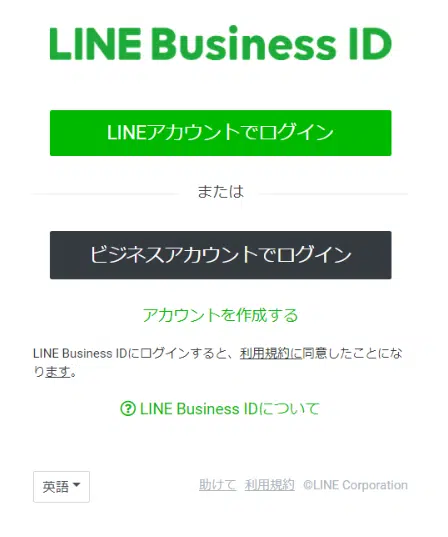 LINE Business ID
LINEアカウントでログイン
または
ビジネスアカウントでログイン
アカウントを作成する
LINE Business IDにログインすると、利用規約に同意したことにな
ります。
? LINE Business IDについて
英語
助けて 利用規約 ©LINE Corporation